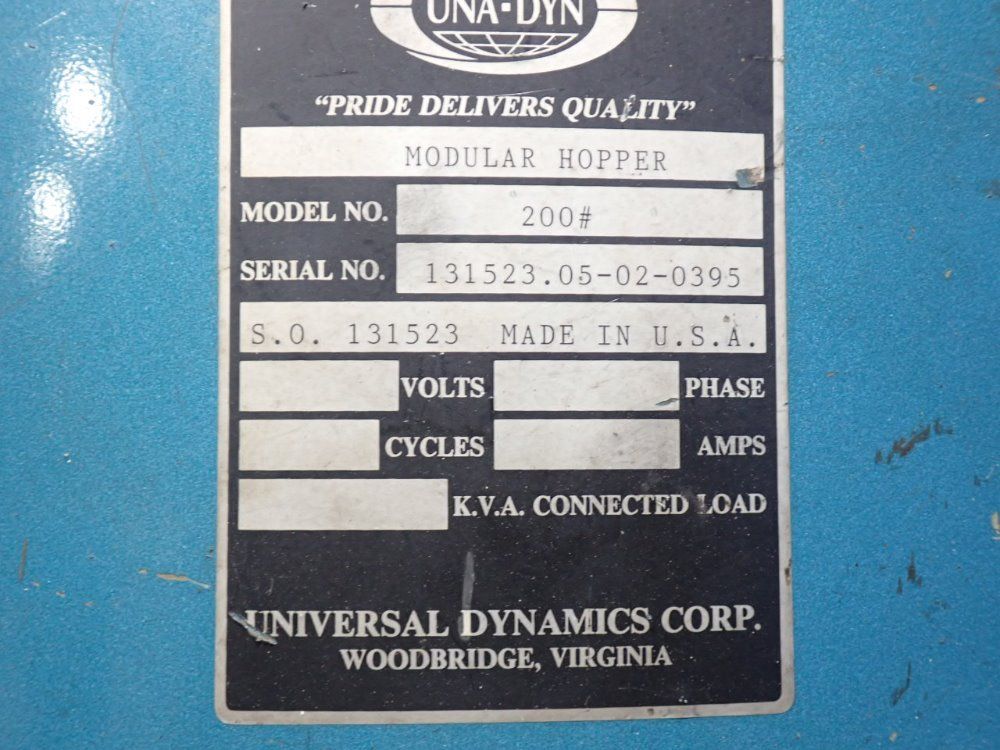 UNA-DYN
“PRIDE DELIVERS QUALITY”
MODULAR HOPPER
MODEL NO. 200#
SERIAL NO. 131523.05-02-0395
S.O. 131523 MADE IN U.S.A.
VOLTS PHASE
CYCLES AMPS
K.V.A. CONNECTED LOAD
UNIVERSAL DYNAMICS CORP.
WOODBRIDGE, VIRGINIA